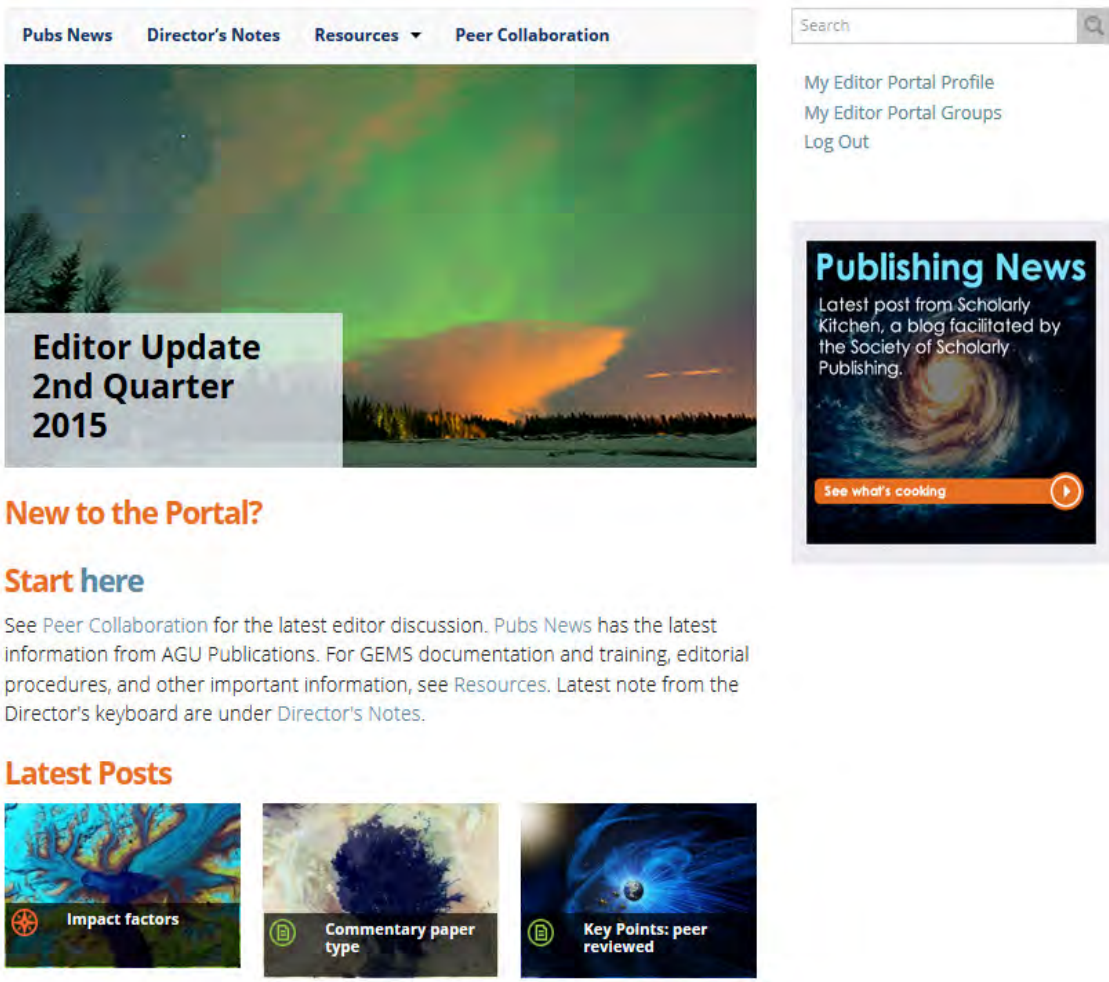 Pubs News Director's Notes Resources Peer Collaboration
Search
My Editor Portal Profile
My Editor Portal Groups
Log Out
Editor Update
2nd Quarter
2015
Publishing News
Latest post from Scholarly
Kitchen, a blog facilitated by
the Society of Scholarly
Publishing.
See what's cooking
New to the Portal?
Start here
See Peer Collaboration for the latest editor discussion. Pubs News has the latest
information from AGU Publications. For GEMS documentation and training, editorial
procedures, and other important information, see Resources. Latest note from the
Director's keyboard are under Director's Notes.
Latest Posts
Impact factors
Commentary paper
type
Key Points: peer
reviewed